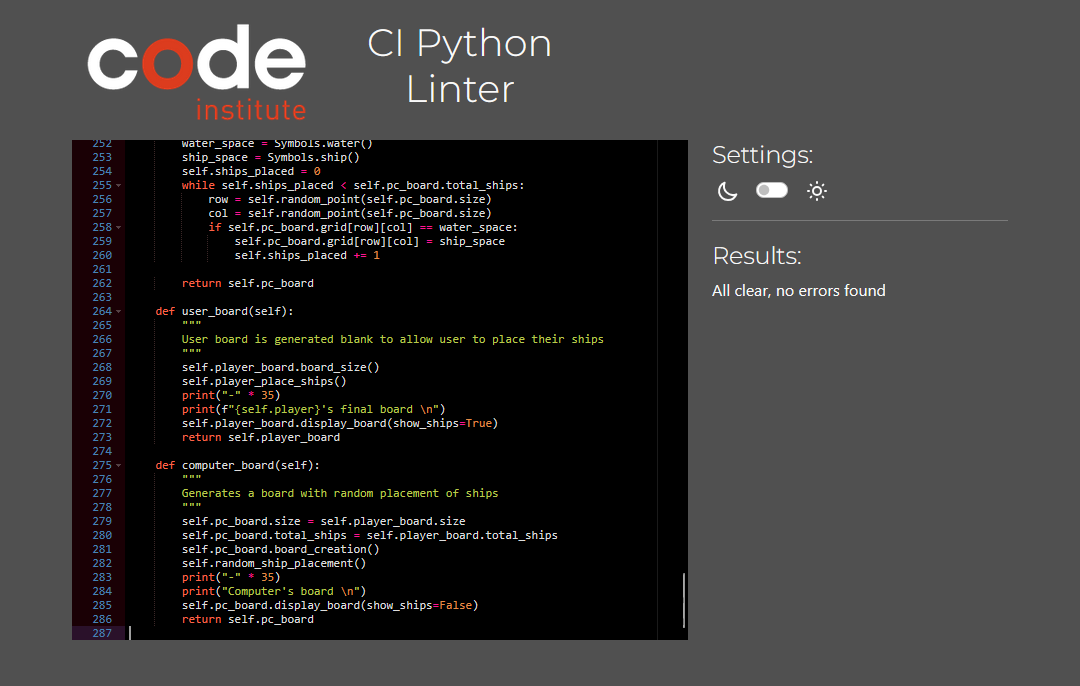 code
institute
CI Python
Linter
252 water_space = Symbols.water()
253 ship_space = Symbols.ship()
254 self.ships_placed = 0
255 while self.ships_placed < self.pc_board.total_ships:
256 row = self.random_point(self.pc_board.size)
257 col = self.random_point(self.pc_board.size)
258 if self.pc_board.grid[row][col] == water_space:
259 self.pc_board.grid[row][col] = ship_space
260 self.ships_placed += 1
261
262 return self.pc_board
263
264 def user_board(self):
265 """
266 User board is generated blank to allow user to place their ships
267 """
268 self.player_board.board_size()
269 self.player_place_ships()
270 print("-" * 35)
271 print(f"{self.player}'s final board \n")
272 self.player_board.display_board(show_ships=True)
273 return self.player_board
274
275 def computer_board(self):
276 """
277 Generates a board with random placement of ships
278 """
279 self.pc_board.size = self.player_board.size
280 self.pc_board.total_ships = self.player_board.total_ships
281 self.pc_board.board_creation()
282 self.random_ship_placement()
283 print("-" * 35)
284 print("Computer's board \n")
285 self.pc_board.display_board(show_ships=False)
286 return self.pc_board
287
Settings:
Results:
All clear, no errors found